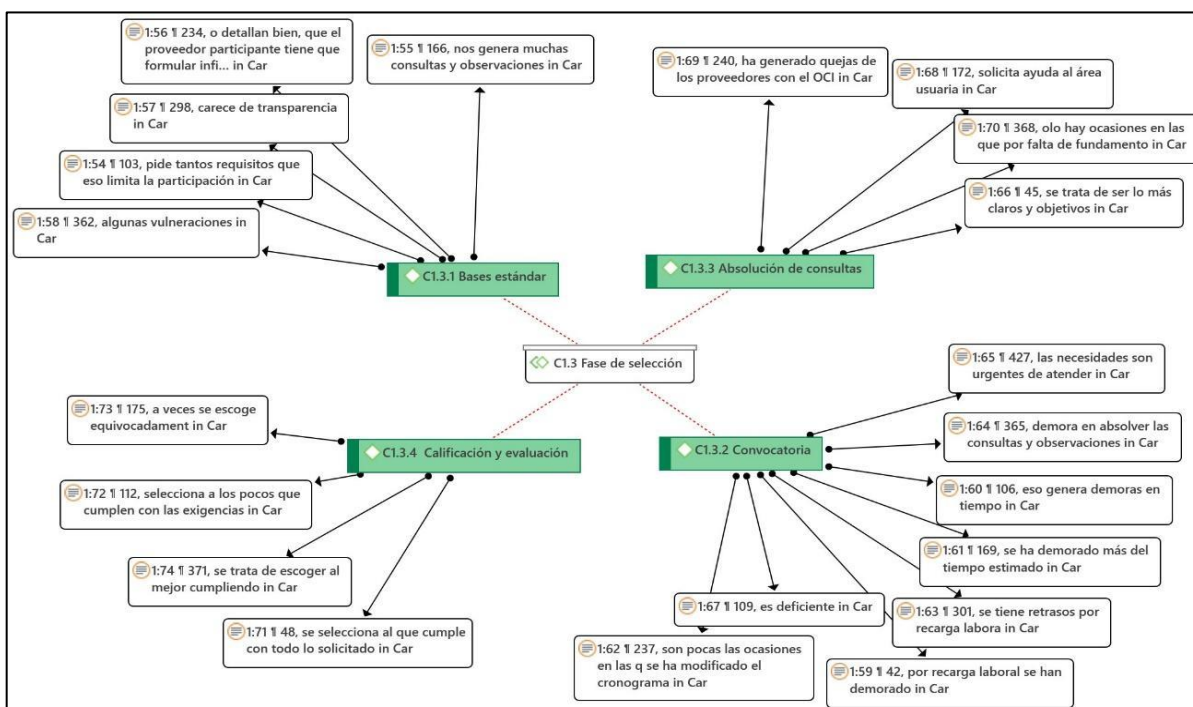 1:56 ¶ 234, o detallan bien, que el
proveedor participante tiene que
formular infi... in Car
1:55 ¶ 166, nos genera muchas
consultas y observaciones in Car
1:57 ¶ 298, carece de transparencia
in Car
1:54 ¶ 103, pide tantos requisitos que
eso limita la participación in Car
1:58 ¶ 362, algunas vulneraciones in
Car
C1.3.1 Bases estándar
1:69 ¶ 240, ha generado quejas de
los proveedores con el OCI in Car
1:68 ¶ 172, solicita ayuda al área
usuaria in Car
1:70 ¶ 368, olo hay ocasiones en las
que por falta de fundamento in Car
1:66 ¶ 45, se trata de ser lo más
claros y objetivos in Car
C1.3.3 Absolución de consultas
C1.3 Fase de selección
1:73 ¶ 175, a veces se escoge
equivocadament in Car
C1.3.4 Calificación y evaluación
1:72 ¶ 112, selecciona a los pocos que
cumplen con las exigencias in Car
1:74 ¶ 371, se trata de escoger al
mejor cumpliendo in Car
1:71 ¶ 48, se selecciona al que cumple
con todo lo solicitado in Car
1:65 ¶ 427, las necesidades son
urgentes de atender in Car
C1.3.2 Convocatoria
1:64 ¶ 365, demora en absolver las
consultas y observaciones in Car
1:60 ¶ 106, eso genera demoras en
tiempo in Car
1:61 ¶ 169, se ha demorado más del
tiempo estimado in Car
1:67 ¶ 109, es deficiente in Car
1:63 ¶ 301, se tiene retrasos por
recarga labora in Car
1:62 ¶ 237, son pocas las ocasiones
en las q se ha modificado el
cronograma in Car
1:59 ¶ 42, por recarga laboral se han
demorado in Car